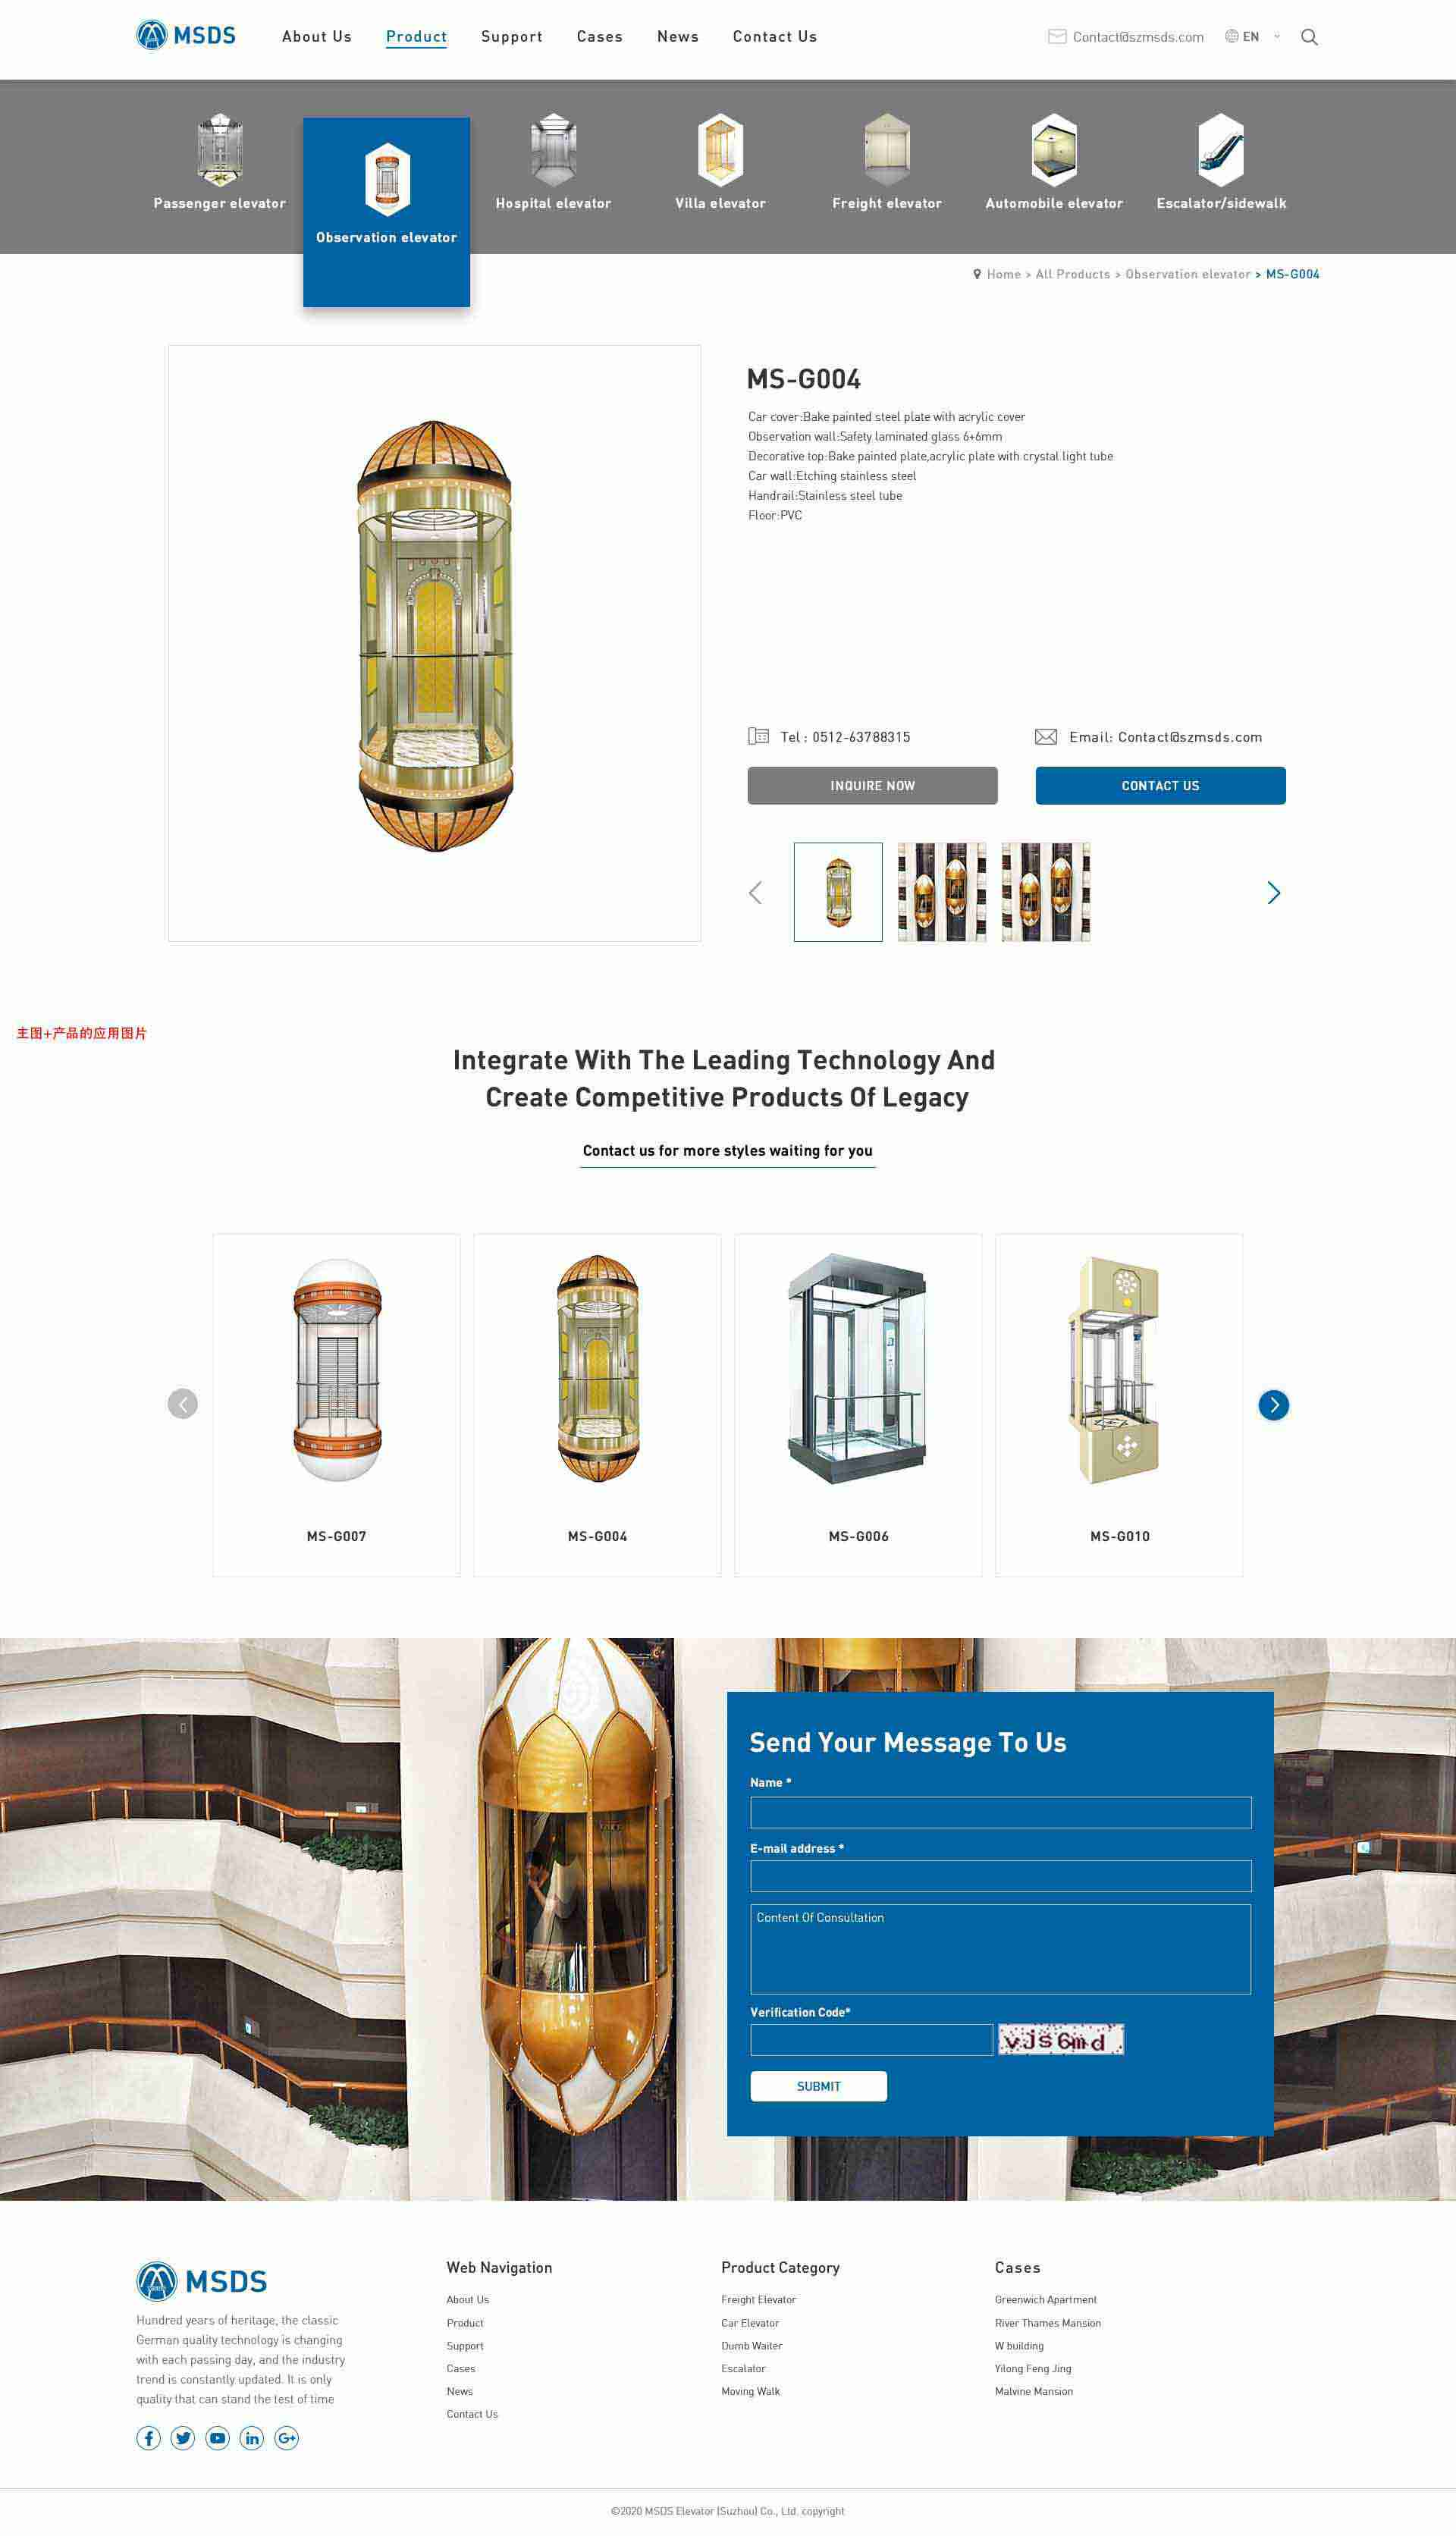 MSDS
About Us
Product
Support
Cases
News
Contact Us
Contact@szmsds.com
EN
Passenger elevator
Observation elevator
Hospital elevator
Villa elevator
Freight elevator
Automobile elevator
Escalator/sidewalk
Home > All Products > Observation elevator > MS-G004
MS-G004
Car cover:Bake painted steel plate with acrylic cover
Observation wall:Safety laminated glass 6+6mm
Decorative top:Bake painted plate,acrylic plate with crystal light tube
Car wall:Etching stainless steel
Handrail:Stainless steel tube
Floor:PVC
Tel : 0512-63788315
Email: Contact@szmsds.com
INQUIRE NOW
CONTACT US
主图+产品的应用图片
Integrate With The Leading Technology And
Create Competitive Products Of Legacy
Contact us for more styles waiting for you
MS-G007
MS-G004
MS-G006
MS-G010
Send Your Message To Us
Name *
E-mail address *
Content Of Consultation
Verification Code*
vjs6md
SUBMIT
MSDS
Hundred years of heritage, the classic
German quality technology is changing
with each passing day, and the industry
trend is constantly updated. It is only
quality that can stand the test of time
Web Navigation
About Us
Product
Support
Cases
News
Contact Us
Product Category
Freight Elevator
Car Elevator
Dumb Waiter
Escalator
Moving Walk
Cases
Greenwich Apartment
River Thames Mansion
W building
Yilong Feng Jing
Malvine Mansion
©2020 MSDS Elevator (Suzhou) Co., Ltd. copyright